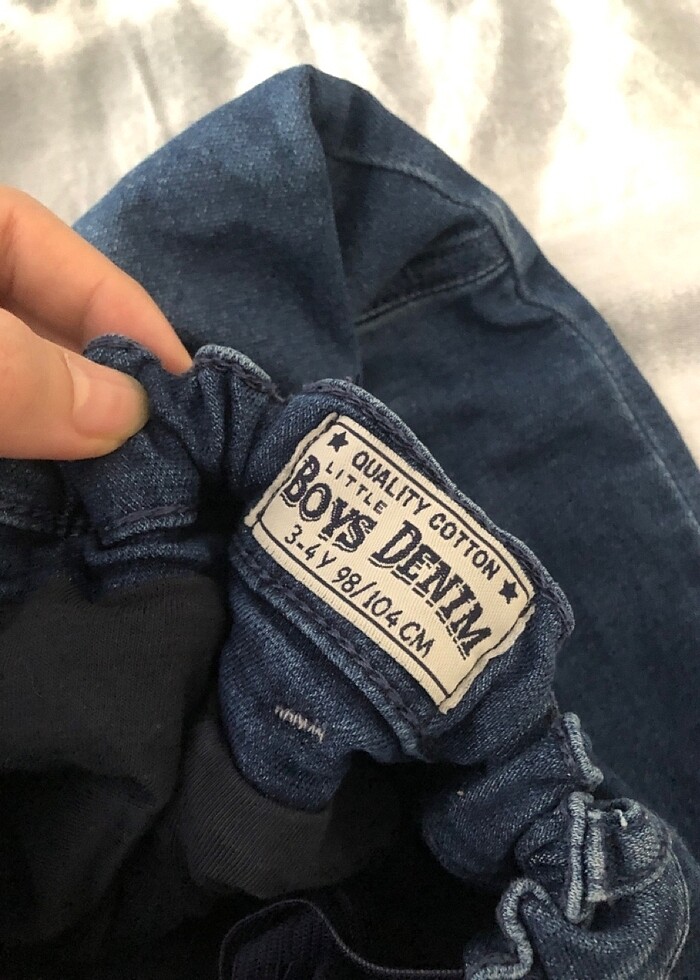 ★ QUALITY COTTON ★
LITTLE
BOYS DENIM
3-4 Y 98/104 CM